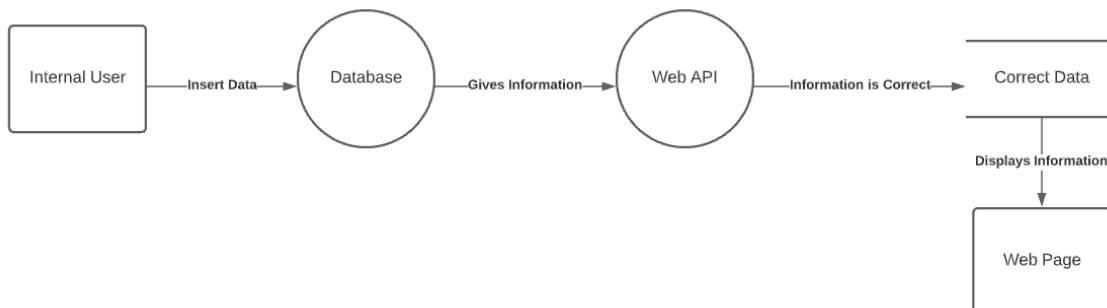 Internal User
Insert Data
Database
Gives Information
Web API
Information is Correct
Correct Data
Displays Information
Web Page